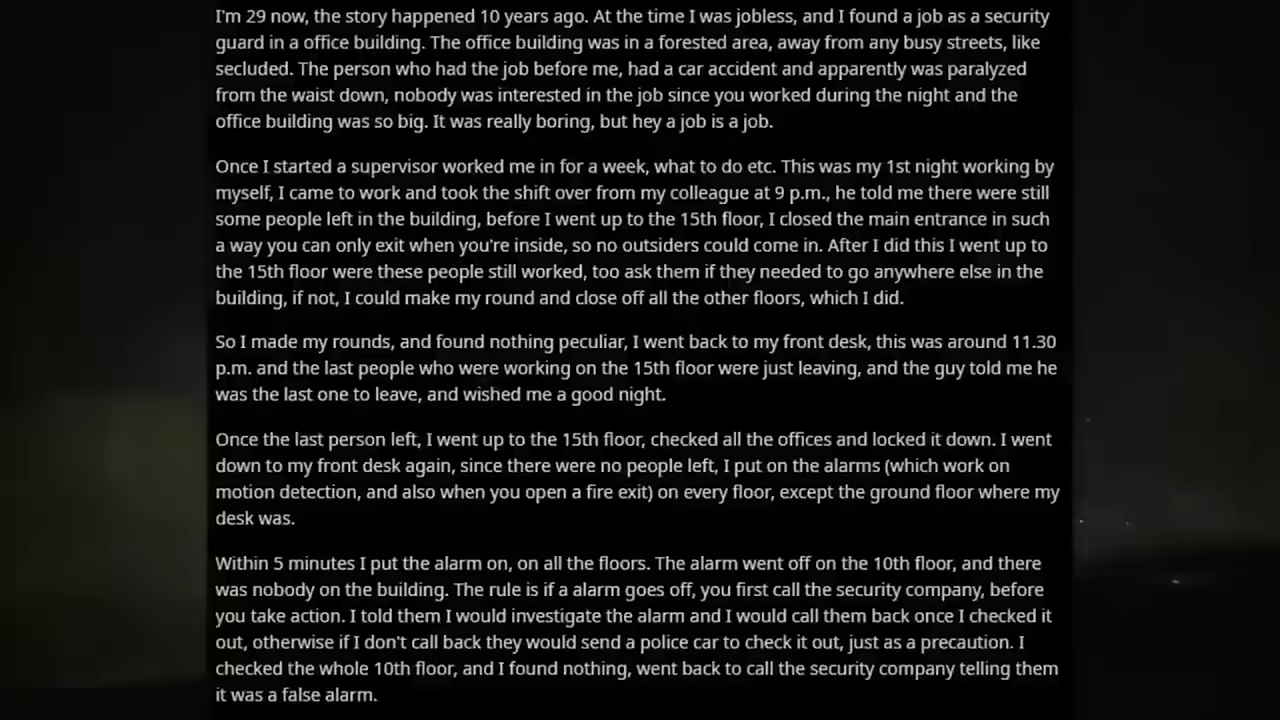 I'm 29 now, the story happened 10 years ago. At the time I was jobless, and I found a job as a security
guard in a office building. The office building was in a forested area, away from any busy streets, like
secluded. The person who had the job before me, had a car accident and apparently was paralyzed
from the waist down, nobody was interested in the job since you worked during the night and the
office building was so big. It was really boring, but hey a job is a job.
Once I started a supervisor worked me in for a week, what to do etc. This was my 1st night working by
myself, I came to work and took the shift over from my colleague at 9 p.m., he told me there were still
some people left in the building, before I went up to the 15th floor, I closed the main entrance in such
a way you can only exit when you're inside, so no outsiders could come in. After I did this I went up to
the 15th floor were these people still worked, too ask them if they needed to go anywhere else in the
building, if not, I could make my round and close off all the other floors, which I did.
So I made my rounds, and found nothing peculiar, I went back to my front desk, this was around 11.30
p.m. and the last people who were working on the 15th floor were just leaving, and the guy told me he
was the last one to leave, and wished me a good night.
Once the last person left, I went up to the 15th floor, checked all the offices and locked it down. I went
down to my front desk again, since there were no people left, I put on the alarms (which work on
motion detection, and also when you open a fire exit) on every floor, except the ground floor where my
desk was.
Within 5 minutes I put the alarm on, on all the floors. The alarm went off on the 10th floor, and there
was nobody on the building. The rule is if a alarm goes off, you first call the security company, before
you take action. I told them I would investigate the alarm and I would call them back once I checked it
out, otherwise if I don't call back they would send a police car to check it out, just as a precaution. I
checked the whole 10th floor, and I found nothing, went back to call the security company telling them
it was a false alarm.